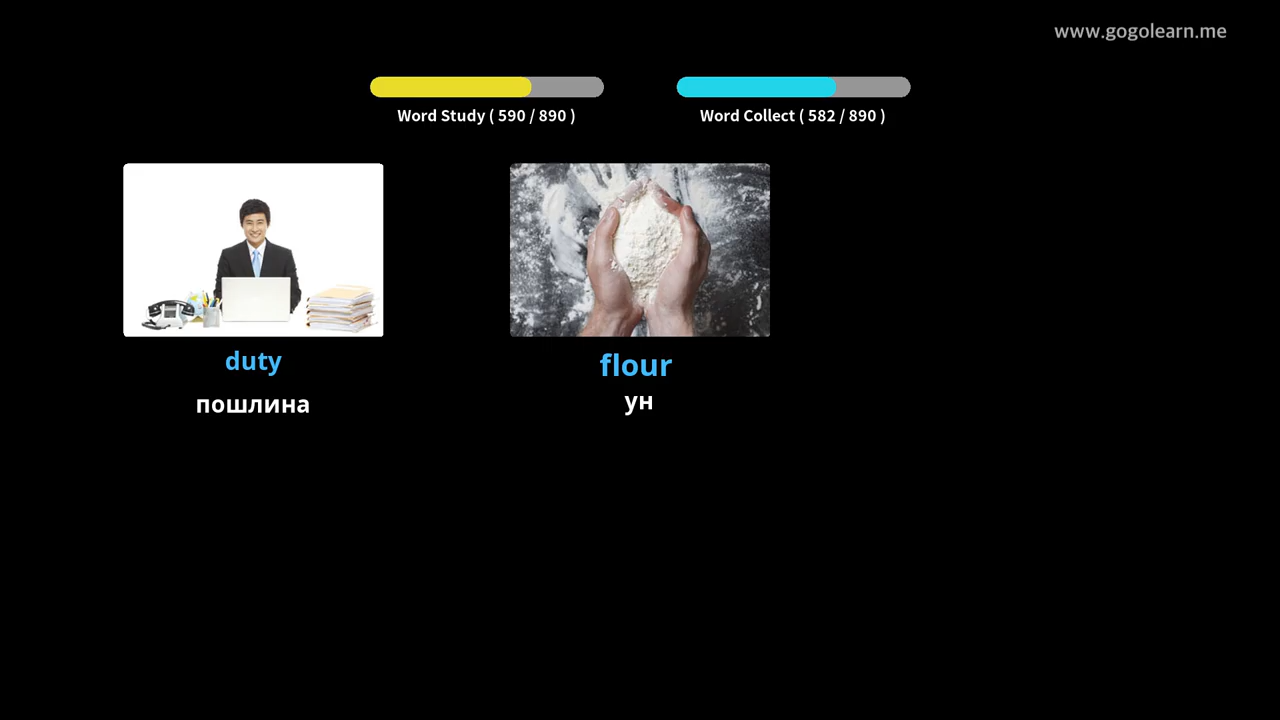 www.gogolearn.me
Word Study ( 590 / 890 )
Word Collect ( 582 / 890 )
duty
пошлина
flour
ун